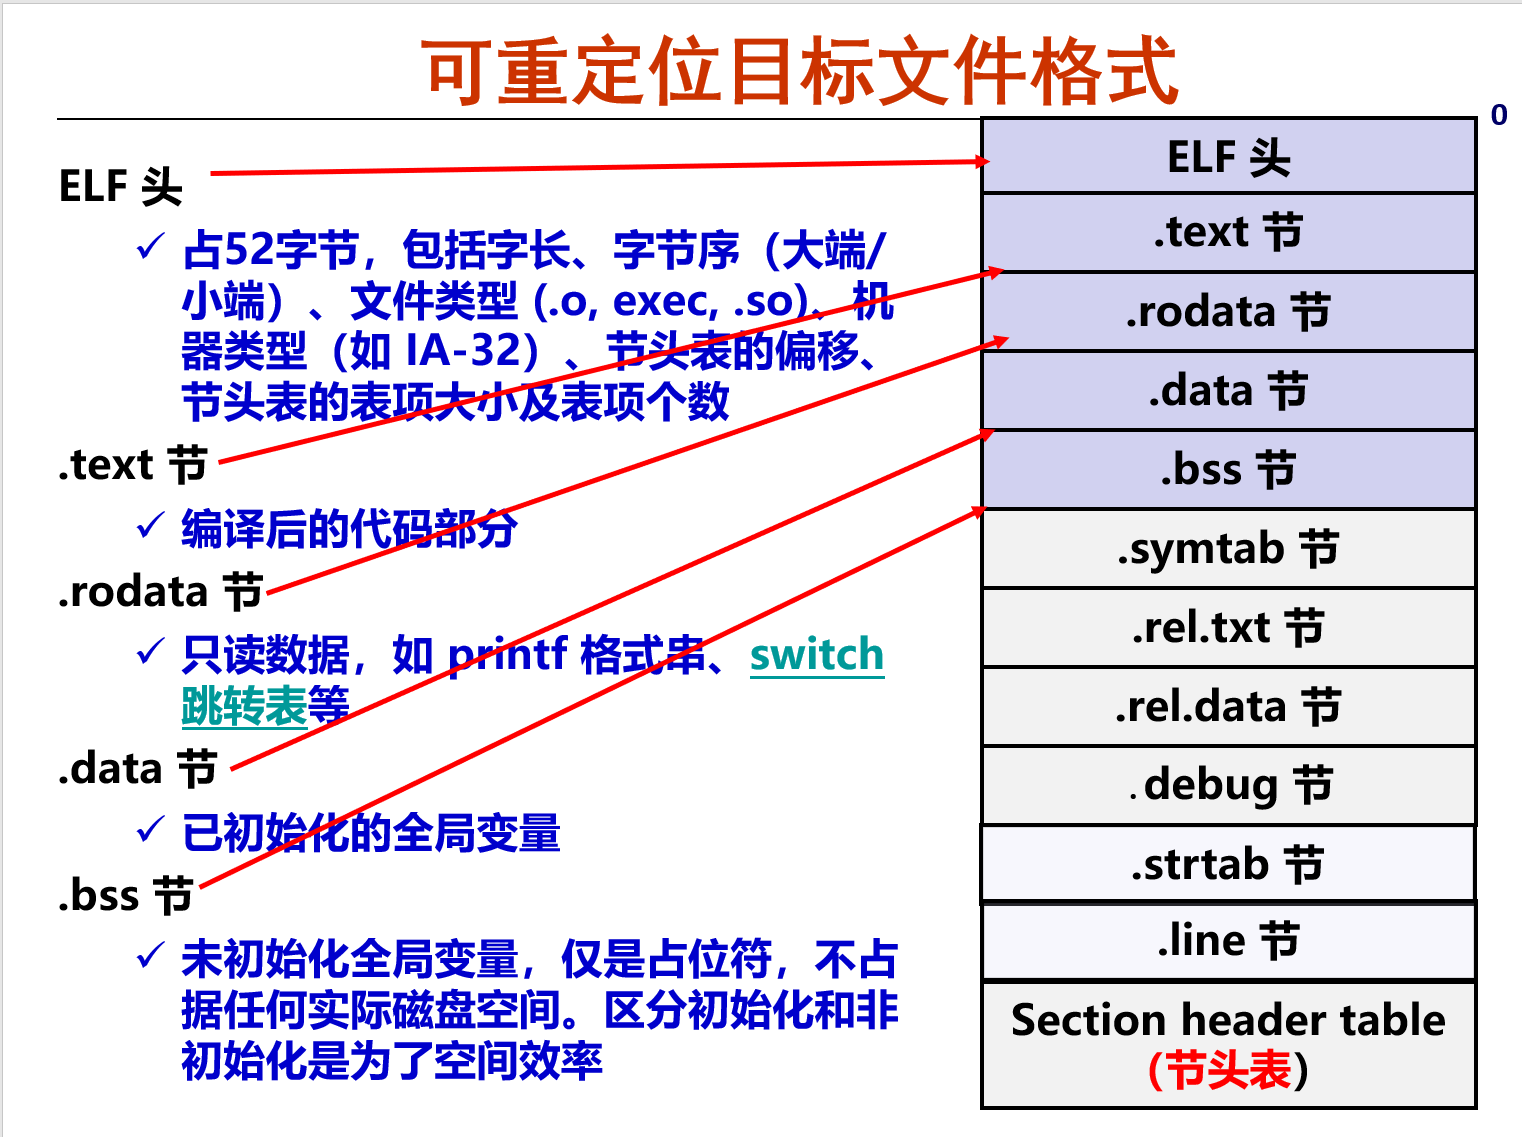 可重定位目标文件格式
ELF 头
占52字节，包括字长、字节序（大端/
小端）、文件类型 (.o, exec, .so)、机
器类型（如 IA-32）、节头表的偏移、
节头表的表项大小及表项个数
.text 节
编译后的代码部分
.rodata 节
只读数据，如 printf 格式串、switch
跳转表等
.data 节
已初始化的全局变量
.bss 节
未初始化全局变量，仅是占位符，不占
据任何实际磁盘空间。区分初始化和非
初始化是为了空间效率
0
ELF 头
.text 节
.rodata 节
.data 节
.bss 节
.symtab 节
.rel.txt 节
.rel.data 节
.debug 节
.strtab 节
.line 节
Section header table
（节头表）